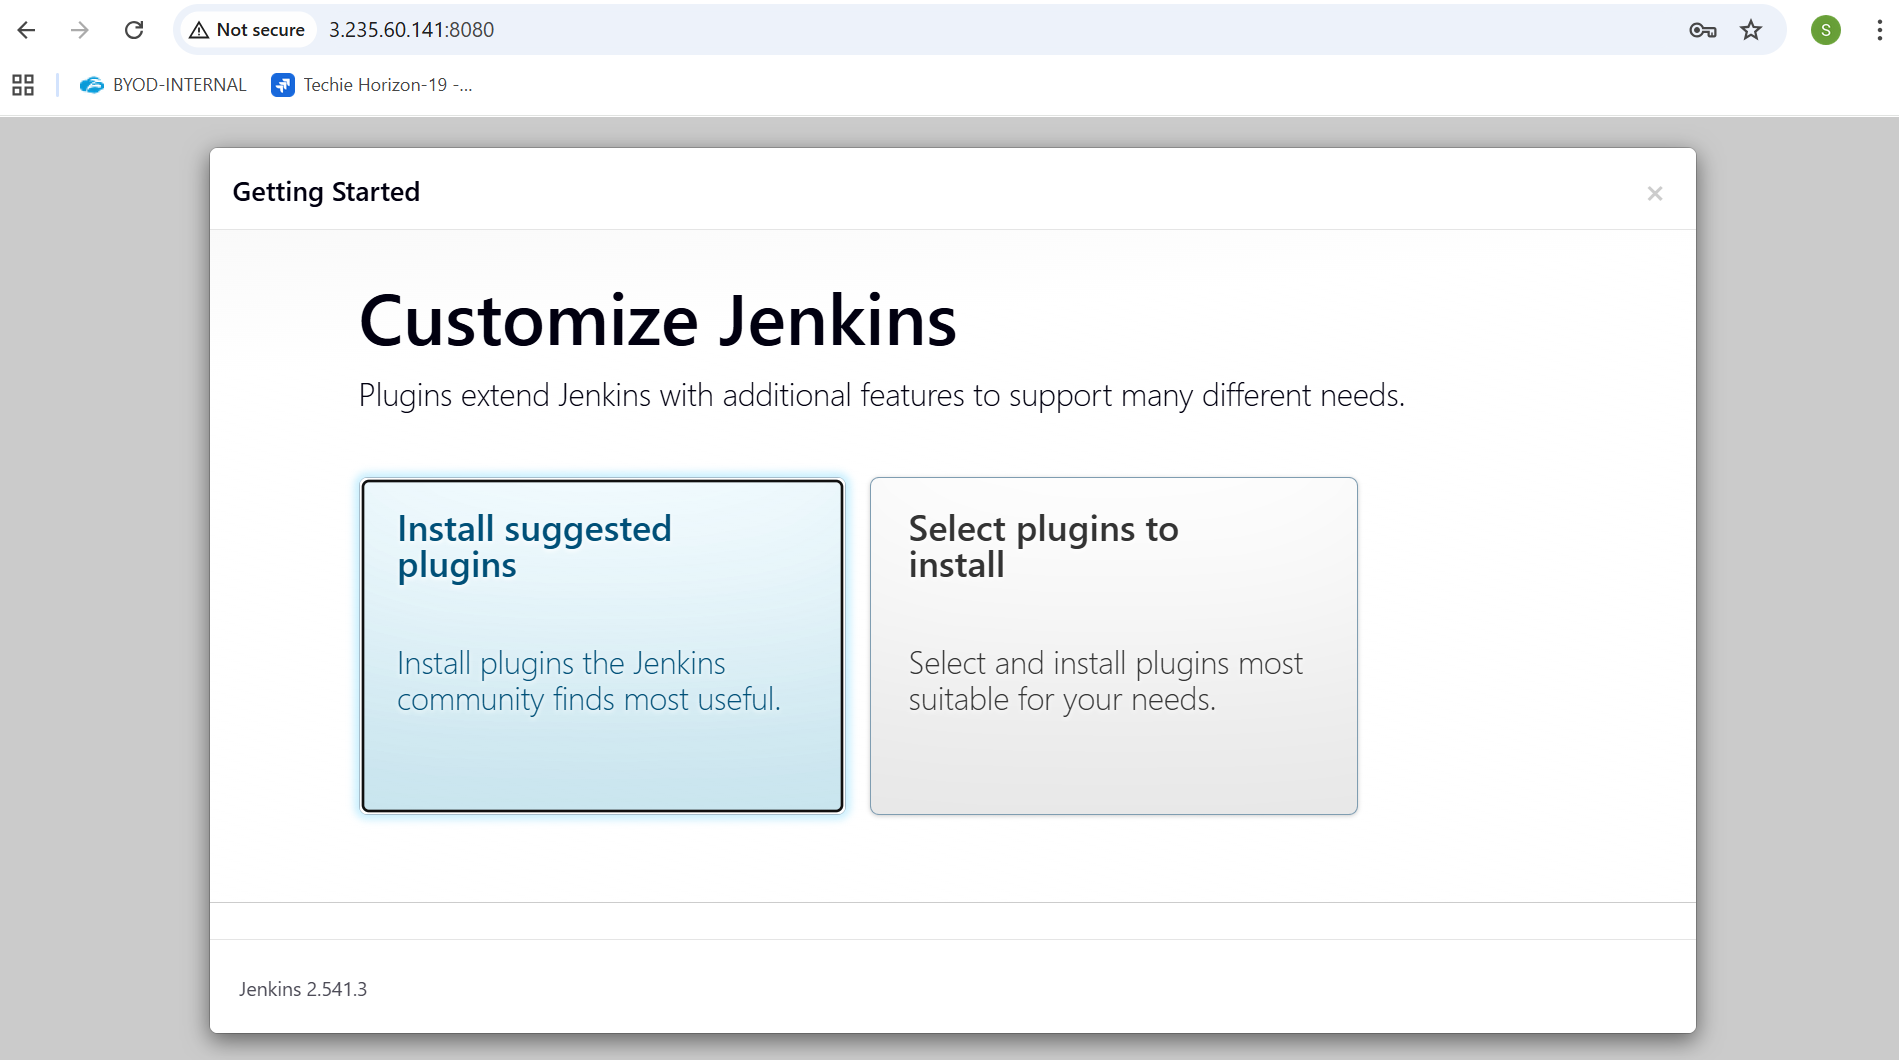 Not secure
3.235.60.141:8080
S
BYOD-INTERNAL
Techie Horizon-19 -...
Getting Started
Customize Jenkins
Plugins extend Jenkins with additional features to support many different needs.
Install suggested
plugins
Install plugins the Jenkins
community finds most useful.
Select plugins to
install
Select and install plugins most
suitable for your needs.
Jenkins 2.541.3